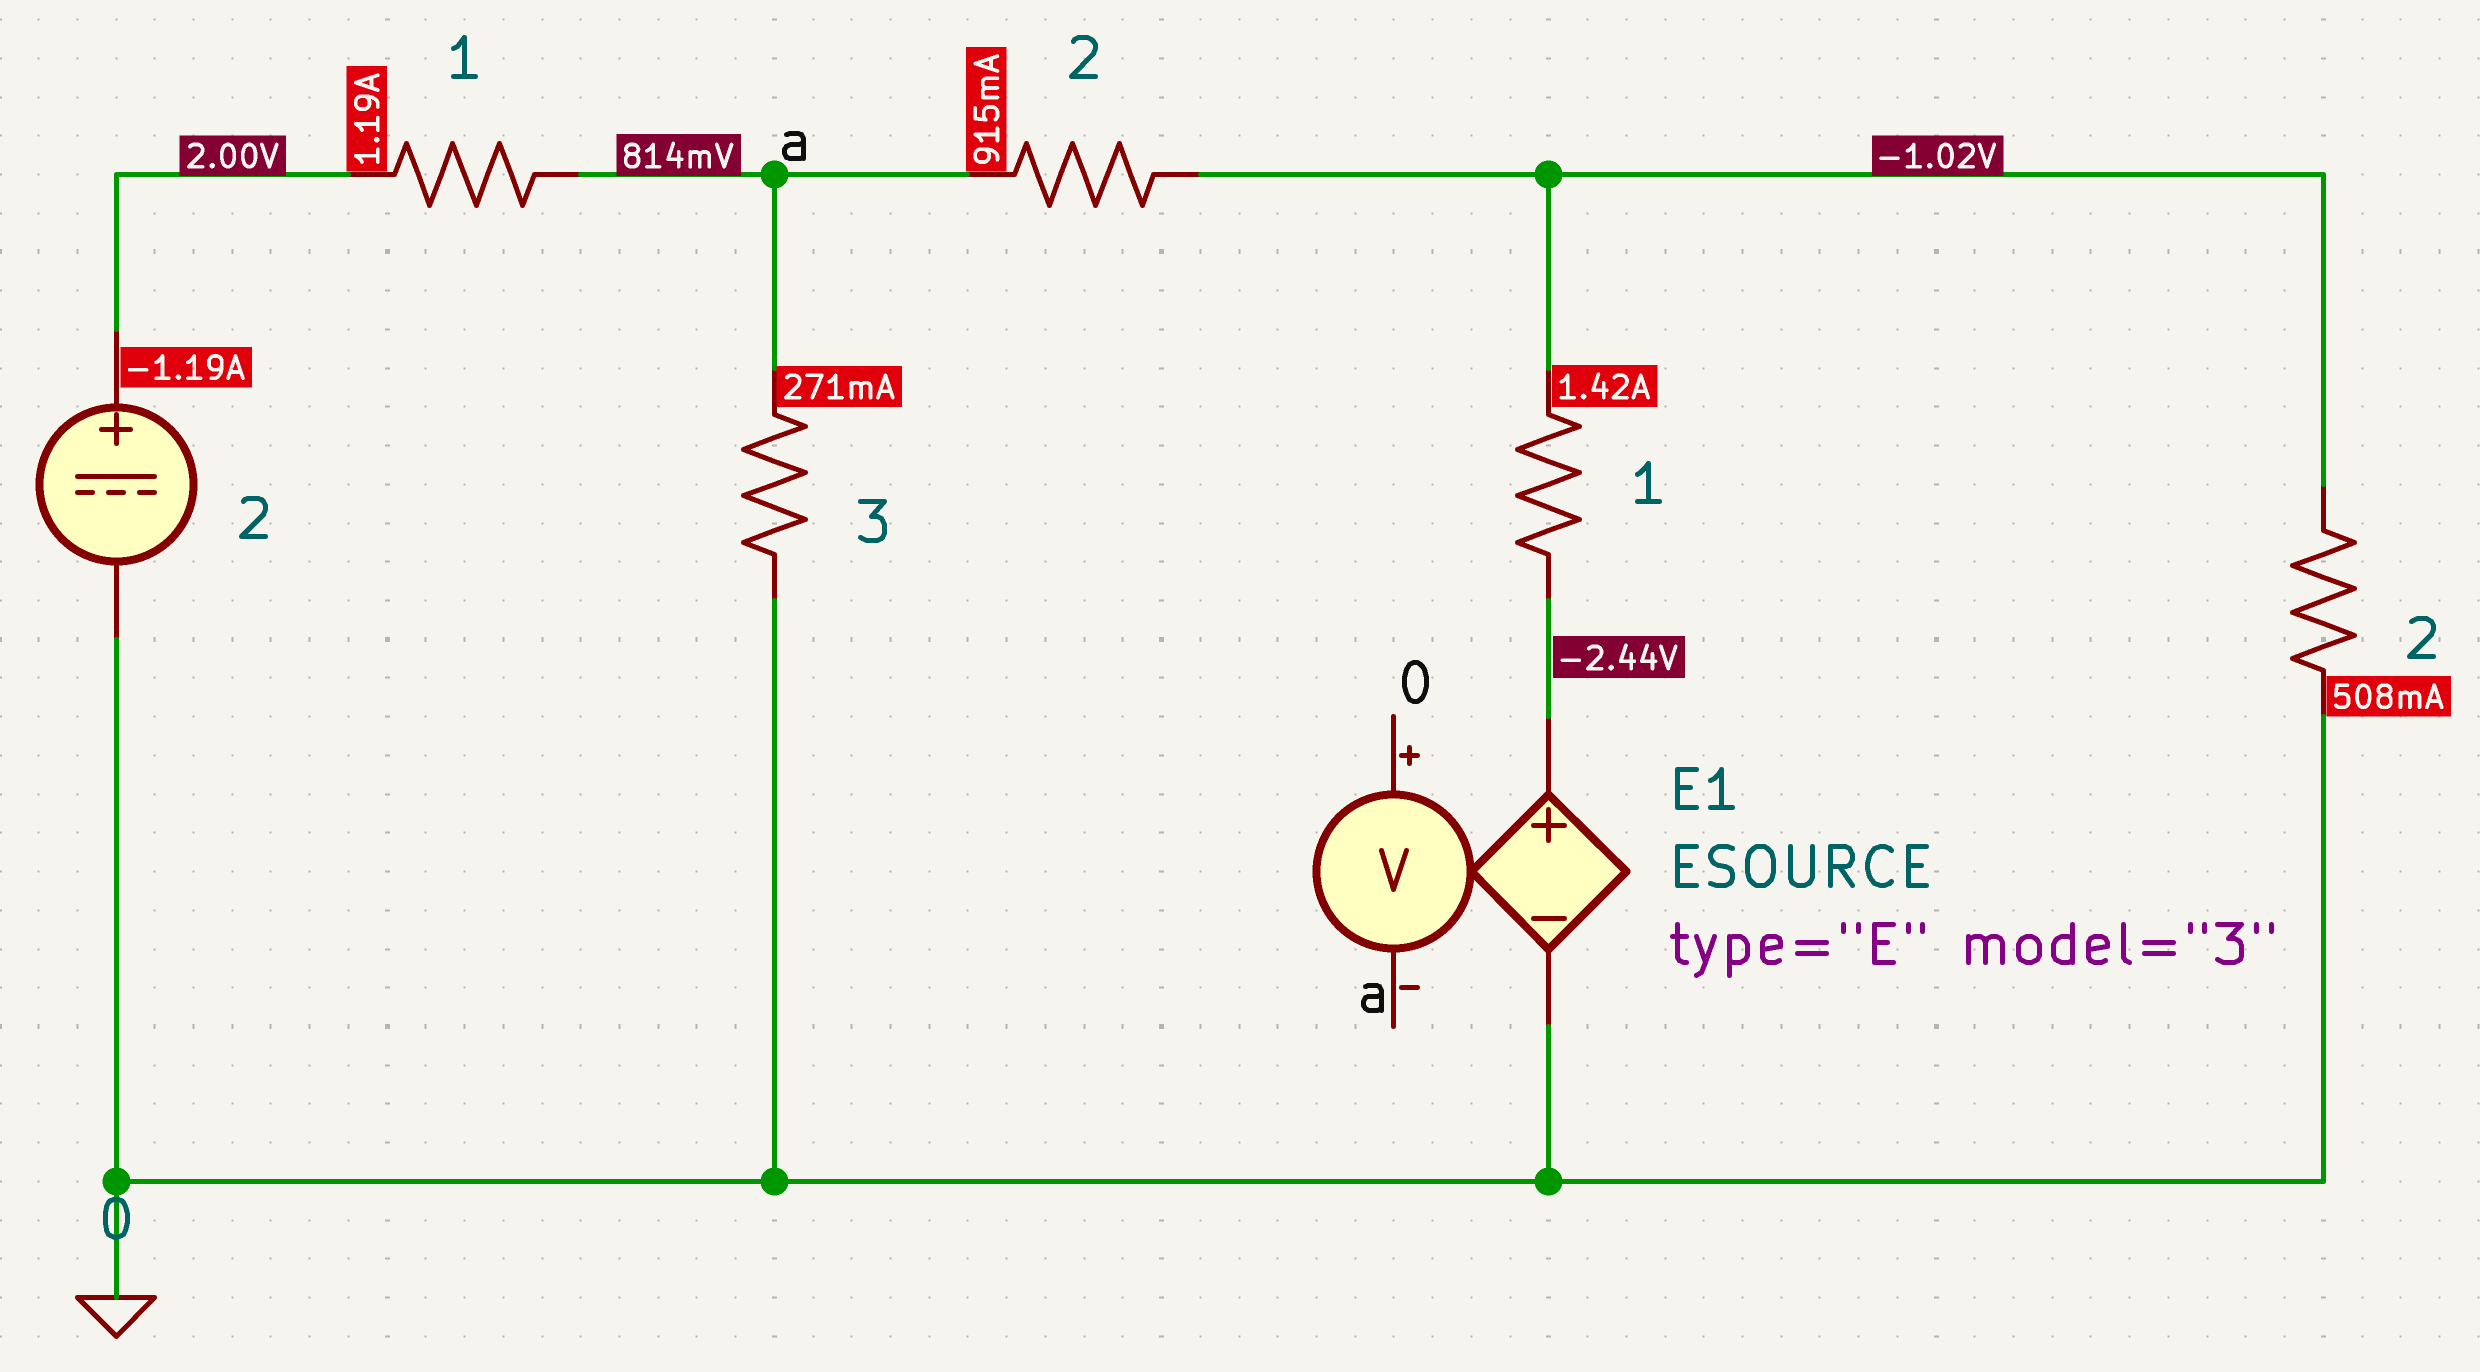 1
2
1.19A
915mA
2.00V
814mV
a
−1.02V
−1.19A
271mA
1.42A
2
3
1
−2.44V
0
2
508mA
+
V
E1
ESOURCE
type="E" model="3"
a
−
0